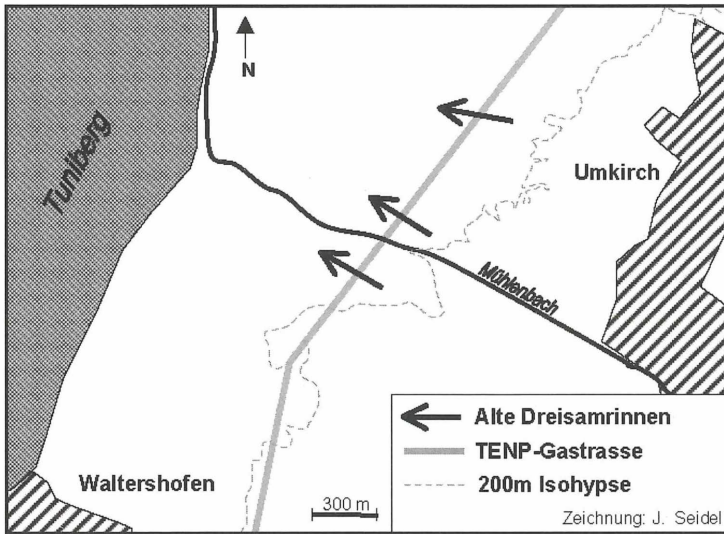 N
Tuniberg
Umkirch
Mühlenbach
Waltershofen
300 m
Alte Dreisamrinnen
TENP-Gastrasse
200m Isohypse
Zeichnung: J. Seidel